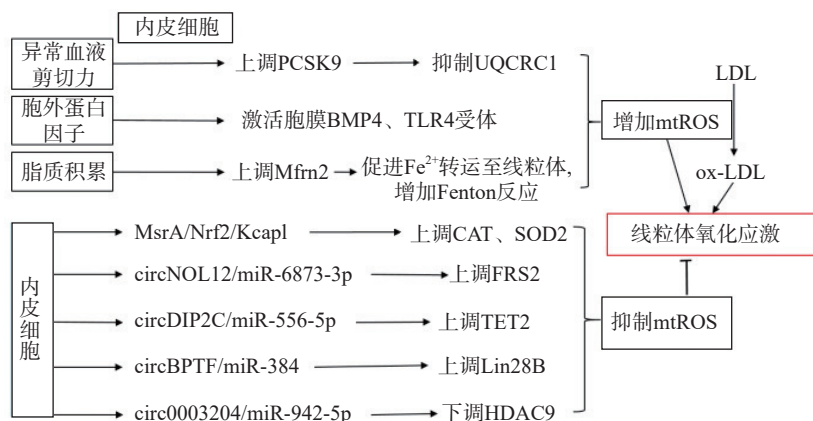 内皮细胞
异常血液
剪切力
上调PCSK9
抑制UQCRC1
胞外蛋白
因子
激活胞膜BMP4、TLR4受体
脂质积累
上调Mfrn2
促进Fe²⁺转运至线粒体,
增加Fenton反应
增加mtROS
LDL
ox-LDL
线粒体氧化应激
内皮细胞
MsrA/Nrf2/Kcapl
上调CAT、SOD2
circNOL12/miR-6873-3p
上调FRS2
circDIP2C/miR-556-5p
上调TET2
circBPTF/miR-384
上调Lin28B
circ0003204/miR-942-5p
下调HDAC9
抑制mtROS